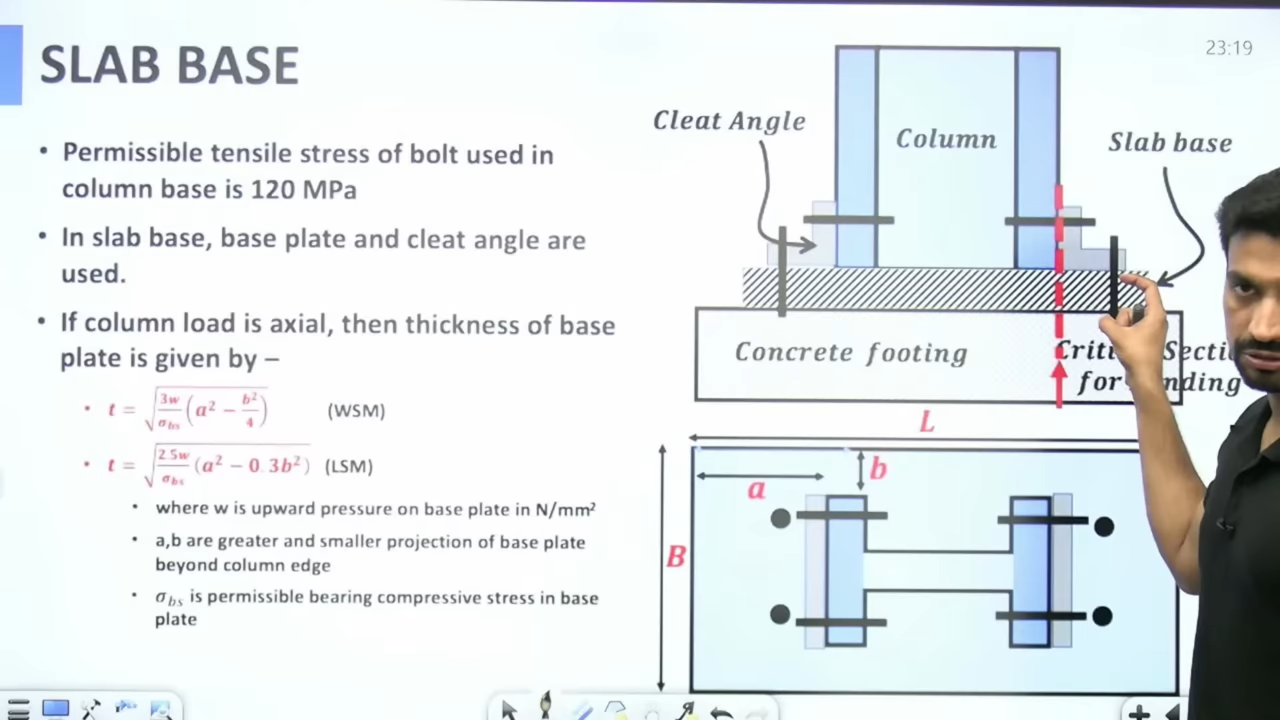 SLAB BASE
23:19
• Permissible tensile stress of bolt used in
column base is 120 MPa
• In slab base, base plate and cleat angle are
used.
• If column load is axial, then thickness of base
plate is given by –
• t = √(3w/σbs (a² − b²/4)) (WSM)
• t = √(2.5w/σbs (a² − 0.3b²)) (LSM)
• where w is upward pressure on base plate in N/mm²
• a,b are greater and smaller projection of base plate
beyond column edge
• σbs is permissible bearing compressive stress in base
plate
Cleat Angle
Column
Slab base
Concrete footing
Criti Secti
for nding
L
a
b
B